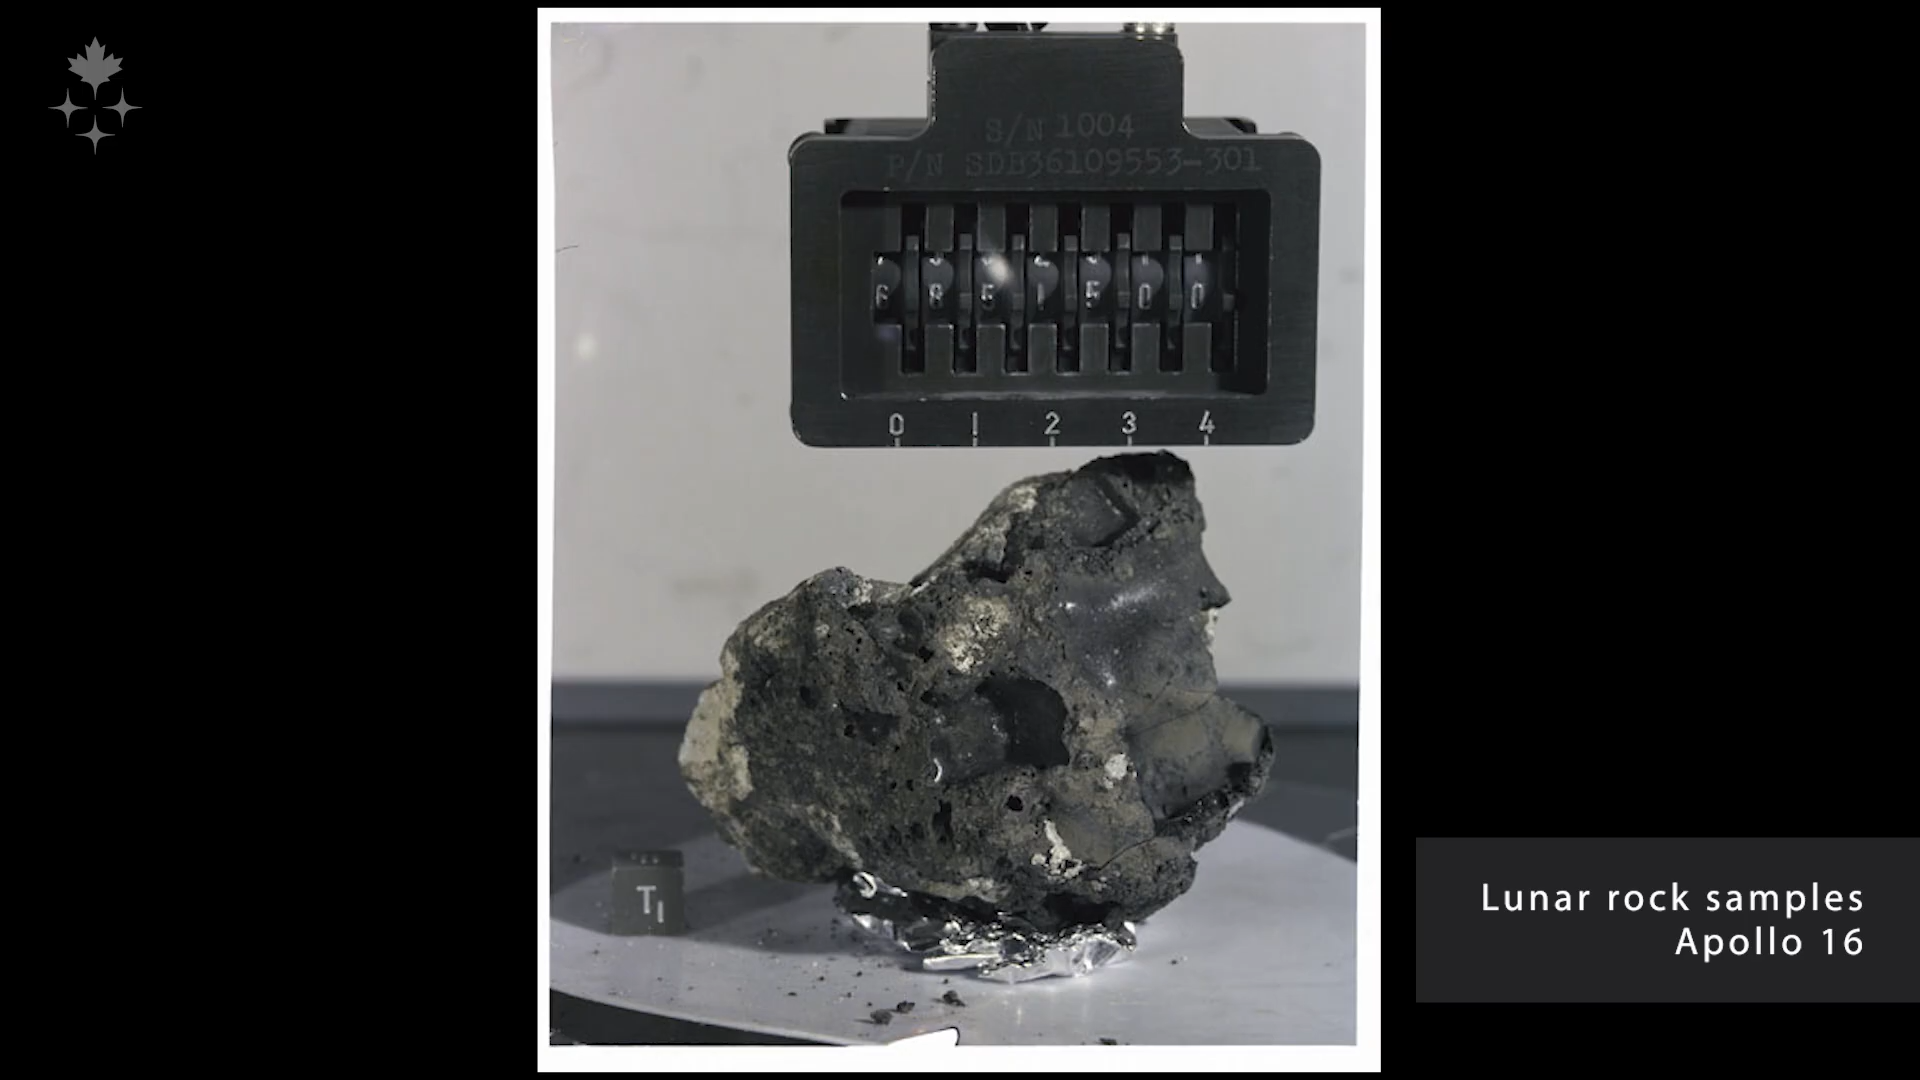 S/N 1004
P/N SDB36109553-301
6 8 5 1 5 0 0
0 1 2 3 4
T1
Lunar rock samples
Apollo 16